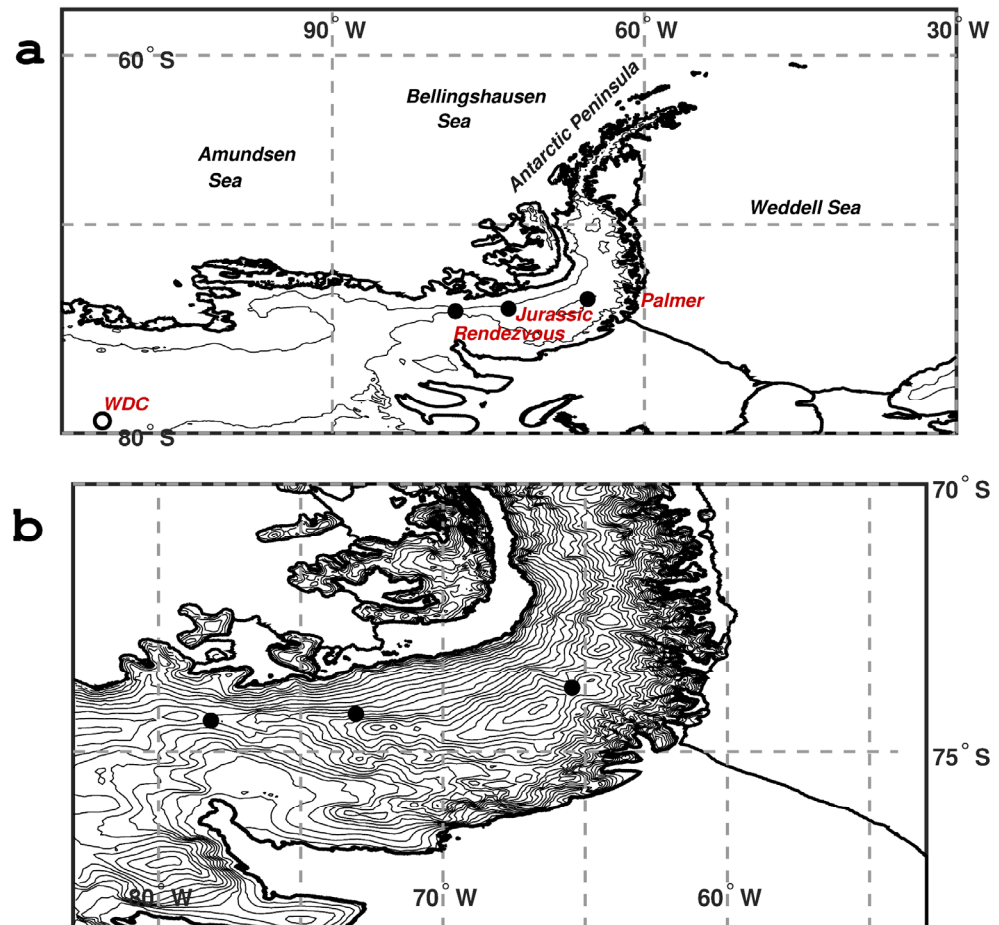 a
90° W
60° W
30° W
60° S
Bellingshausen
Sea
Antarctic Peninsula
Amundsen
Sea
Weddell Sea
Palmer
Jurassic
Rendezvous
WDC
80° S
b
70° S
75° S
80° W
70° W
60° W